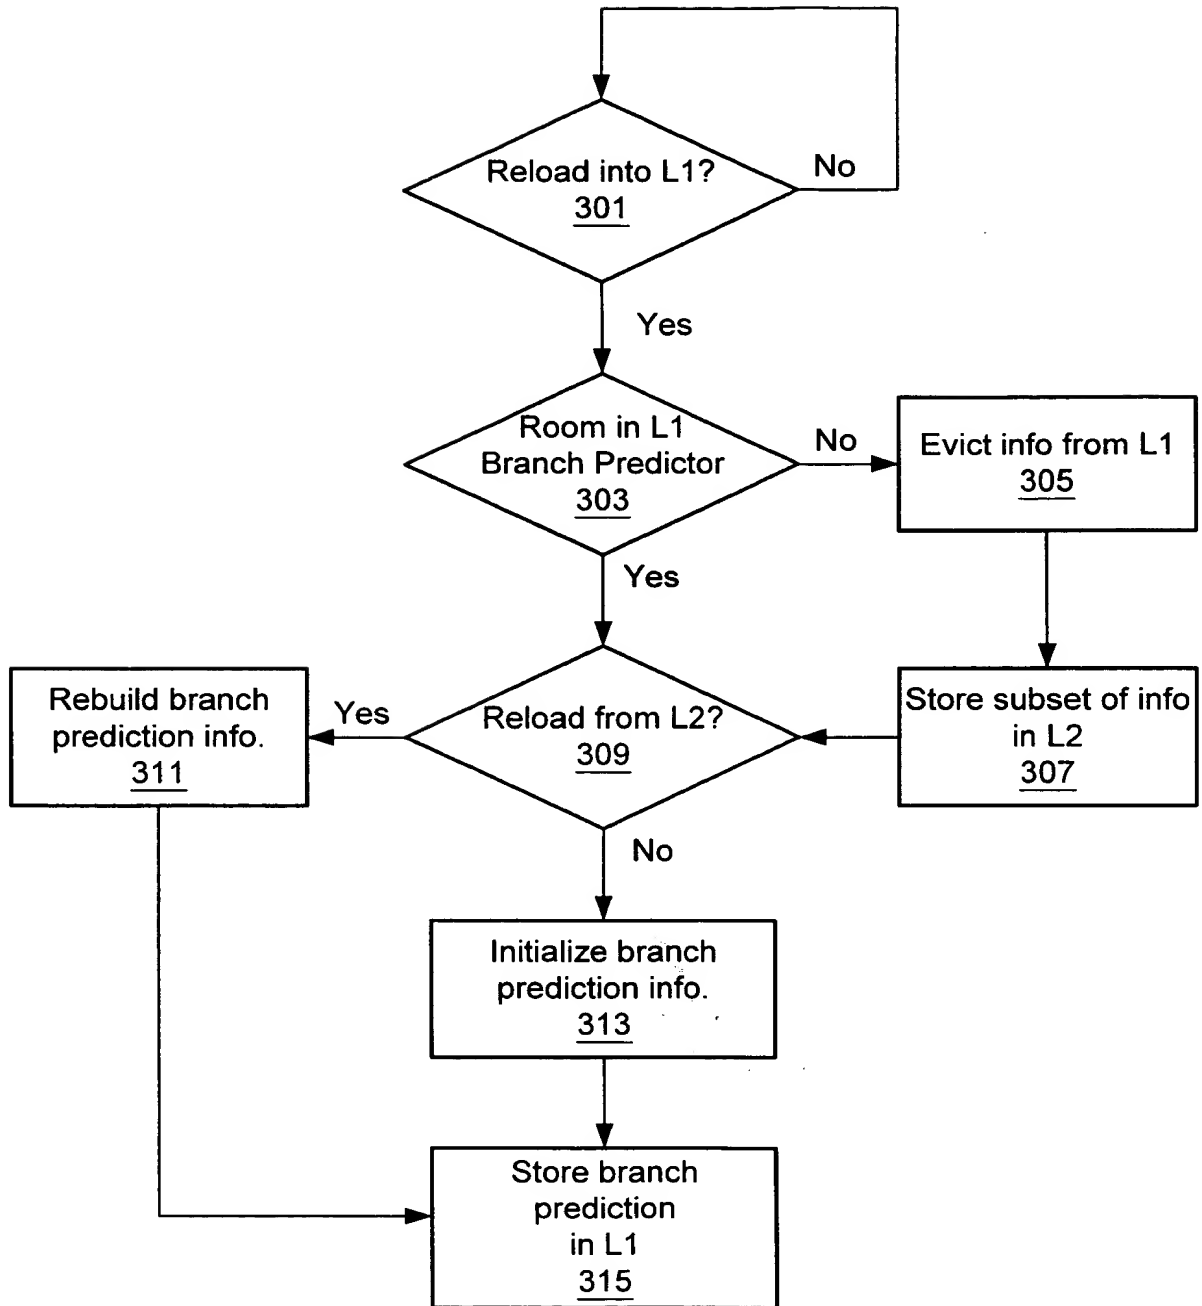 Reload into L1?
301
No
Yes
Room in L1
Branch Predictor
303
No
Evict info from L1
305
Yes
Rebuild branch
prediction info.
311
Yes
Reload from L2?
309
Store subset of info
in L2
307
No
Initialize branch
prediction info.
313
Store branch
prediction
in L1
315